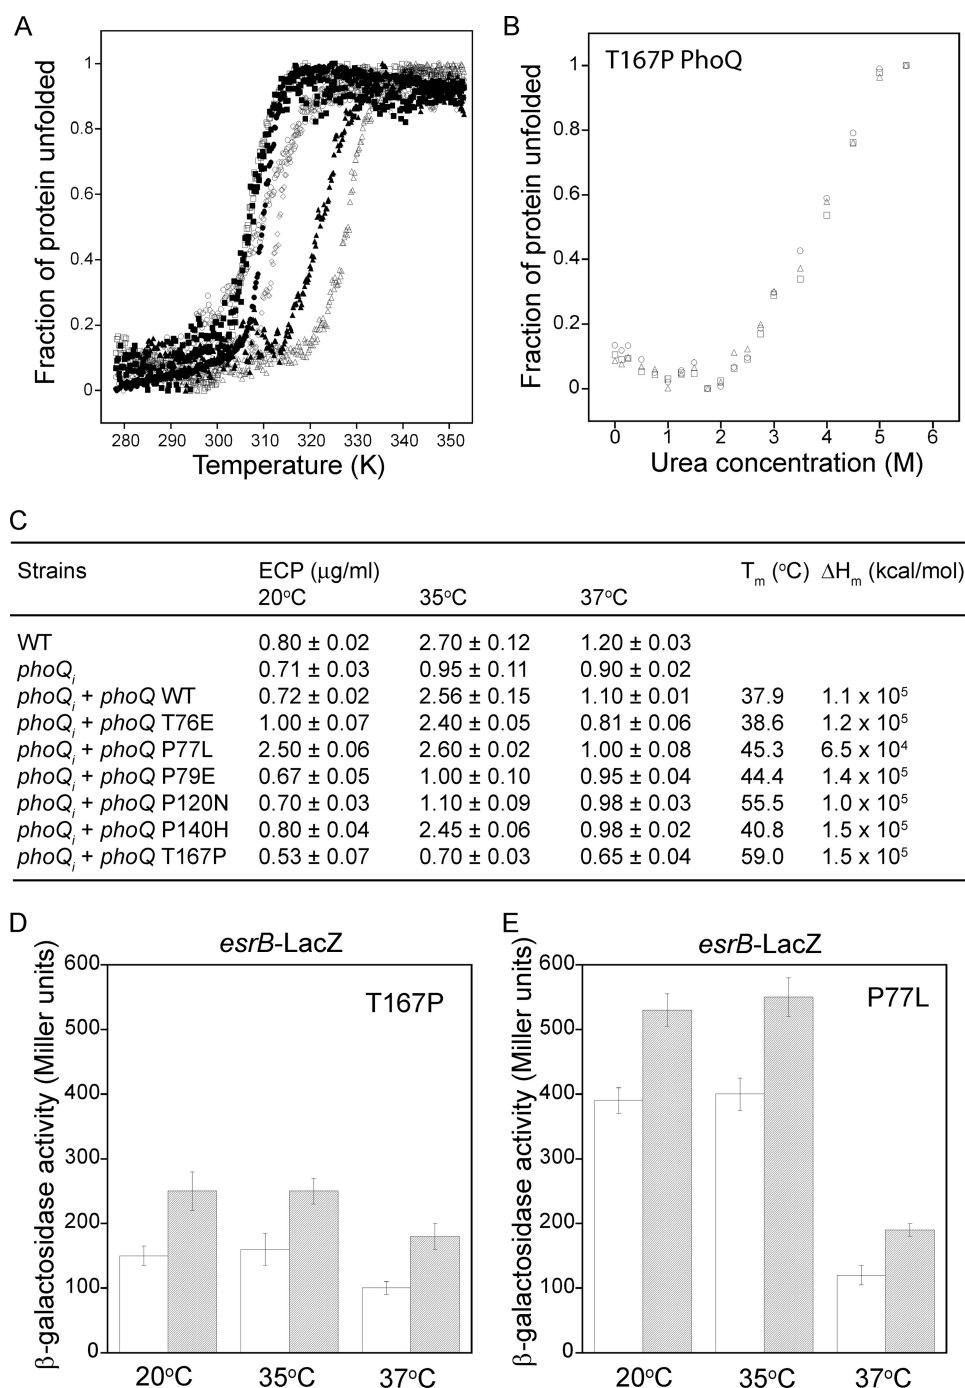 A
Fraction of protein unfolded
1
0.8
0.6
0.4
0.2
0
280 290 300 310 320 330 340 350
Temperature (K)
B
T167P PhoQ
Fraction of protein unfolded
1
0.8
0.6
0.4
0.2
0
0 1 2 3 4 5 6
Urea concentration (M)
C
Strains ECP (µg/ml) Tm (°C) ΔHm (kcal/mol)
20°C 35°C 37°C
WT 0.80 ± 0.02 2.70 ± 0.12 1.20 ± 0.03
phoQi 0.71 ± 0.03 0.95 ± 0.11 0.90 ± 0.02
phoQi + phoQ WT 0.72 ± 0.02 2.56 ± 0.15 1.10 ± 0.01 37.9 1.1 x 10⁵
phoQi + phoQ T76E 1.00 ± 0.07 2.40 ± 0.05 0.81 ± 0.06 38.6 1.2 x 10⁵
phoQi + phoQ P77L 2.50 ± 0.06 2.60 ± 0.02 1.00 ± 0.08 45.3 6.5 x 10⁴
phoQi + phoQ P79E 0.67 ± 0.05 1.00 ± 0.10 0.95 ± 0.04 44.4 1.4 x 10⁵
phoQi + phoQ P120N 0.70 ± 0.03 1.10 ± 0.09 0.98 ± 0.03 55.5 1.0 x 10⁵
phoQi + phoQ P140H 0.80 ± 0.04 2.45 ± 0.06 0.98 ± 0.02 40.8 1.5 x 10⁵
phoQi + phoQ T167P 0.53 ± 0.07 0.70 ± 0.03 0.65 ± 0.04 59.0 1.5 x 10⁵
D
esrB-LacZ
T167P
β-galactosidase activity (Miller units)
600
500
400
300
200
100
0
20°C 35°C 37°C
E
esrB-LacZ
P77L
β-galactosidase activity (Miller units)
600
500
400
300
200
100
0
20°C 35°C 37°C